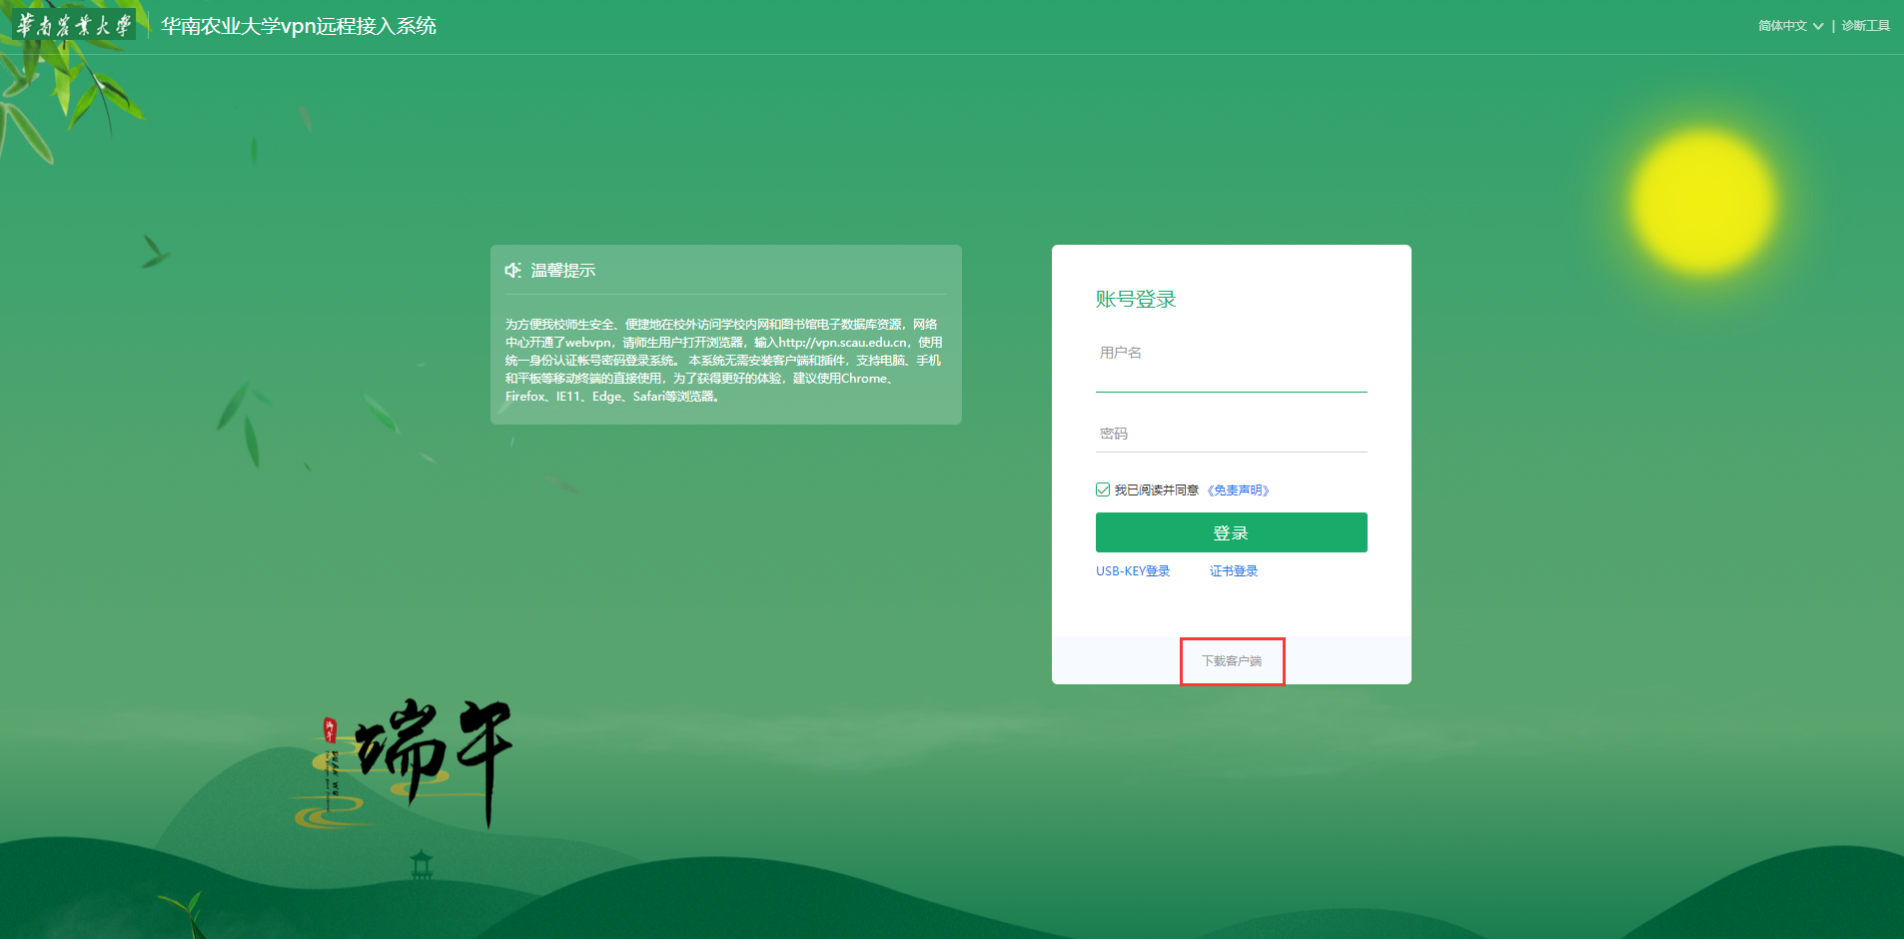 華南农业大學
华南农业大学vpn远程接入系统
简体中文 | 诊断工具
温馨提示
为方便我校师生安全、便捷地在校外访问学校内网和图书馆电子数据库资源，网络
中心开通了webvpn，请师生用户打开浏览器，输入http://vpn.scau.edu.cn，使用
统一身份认证帐号密码登录系统。 本系统无需安装客户端和插件，支持电脑、手机
和平板等移动终端的直接使用，为了获得更好的体验，建议使用Chrome、
Firefox、IE11、Edge、Safari等浏览器。
账号登录
用户名
密码
我已阅读并同意 《免责声明》
登录
USB-KEY登录 证书登录
下载客户端
端午